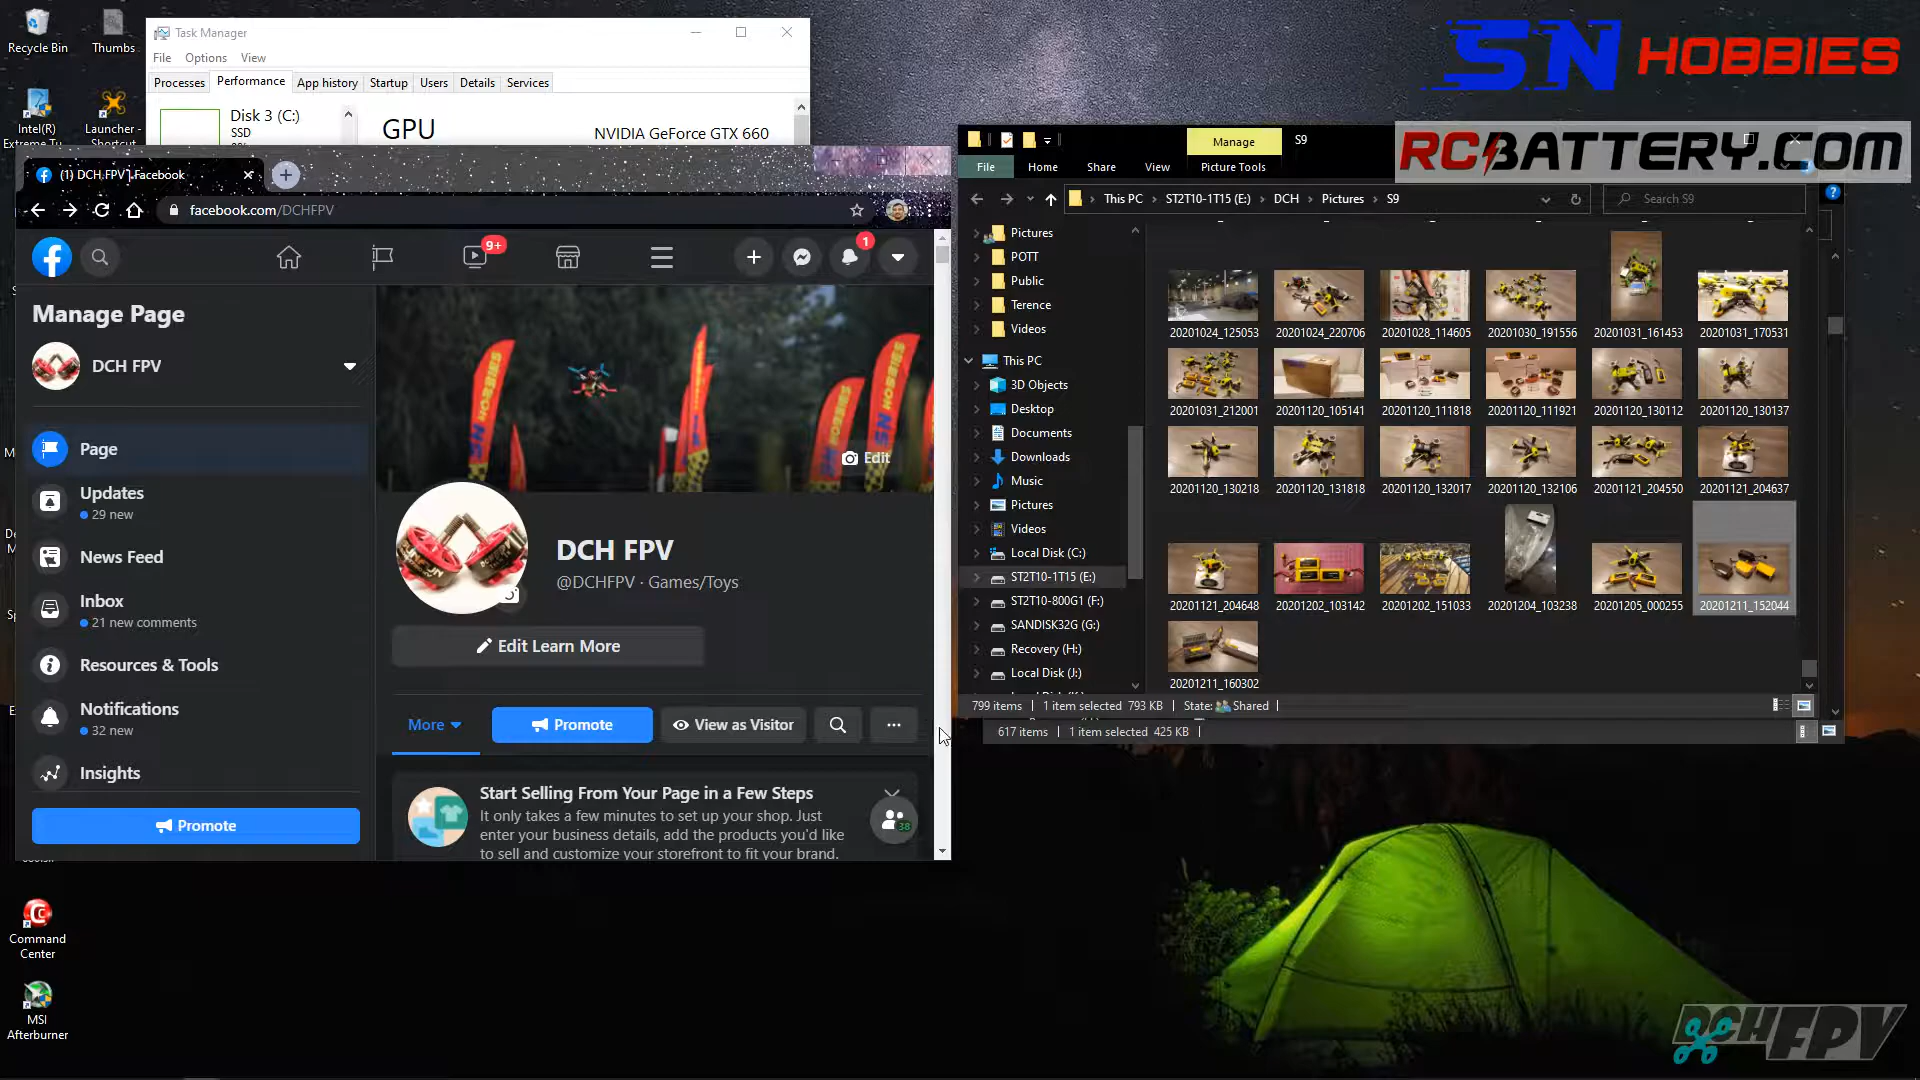 Recycle Bin
Thumbs
Intel(R)
Extreme Tu...
Launcher -
Shortcut
Command
Center
MSI
Afterburner
Task Manager
File Options View
Processes Performance App history Startup Users Details Services
Disk 3 (C:)
SSD
GPU
NVIDIA GeForce GTX 660
(1) DCH FPV | Facebook
facebook.com/DCHFPV
9+
1
Manage Page
DCH FPV
Page
Updates
29 new
News Feed
Inbox
21 new comments
Resources & Tools
Notifications
32 new
Insights
Promote
Edit
DCH FPV
@DCHFPV · Games/Toys
Edit Learn More
More
Promote
View as Visitor
Start Selling From Your Page in a Few Steps
It only takes a few minutes to set up your shop. Just
enter your business details, add the products you'd like
to sell and customize your storefront to fit your brand.
38
SN HOBBIES
RCBATTERY.COM
Manage
S9
File Home Share View Picture Tools
This PC ST2T10-1T15 (E:) DCH Pictures S9
Search S9
Pictures
POTT
Public
Terence
Videos
This PC
3D Objects
Desktop
Documents
Downloads
Music
Pictures
Videos
Local Disk (C:)
ST2T10-1T15 (E:)
ST2T10-800G1 (F:)
SANDISK32G (G:)
Recovery (H:)
Local Disk (J:)
20201024_125053 20201024_220706 20201028_114605 20201030_191556 20201031_161453 20201031_170531
20201031_212001 20201120_105141 20201120_111818 20201120_111921 20201120_130112 20201120_130137
20201120_130218 20201120_131818 20201120_132017 20201120_132106 20201121_204550 20201121_204637
20201121_204648 20201202_103142 20201202_151033 20201204_103238 20201205_000255 20201211_152044
20201211_160302
799 items 1 item selected 793 KB State: Shared
617 items 1 item selected 425 KB
DCHFPV